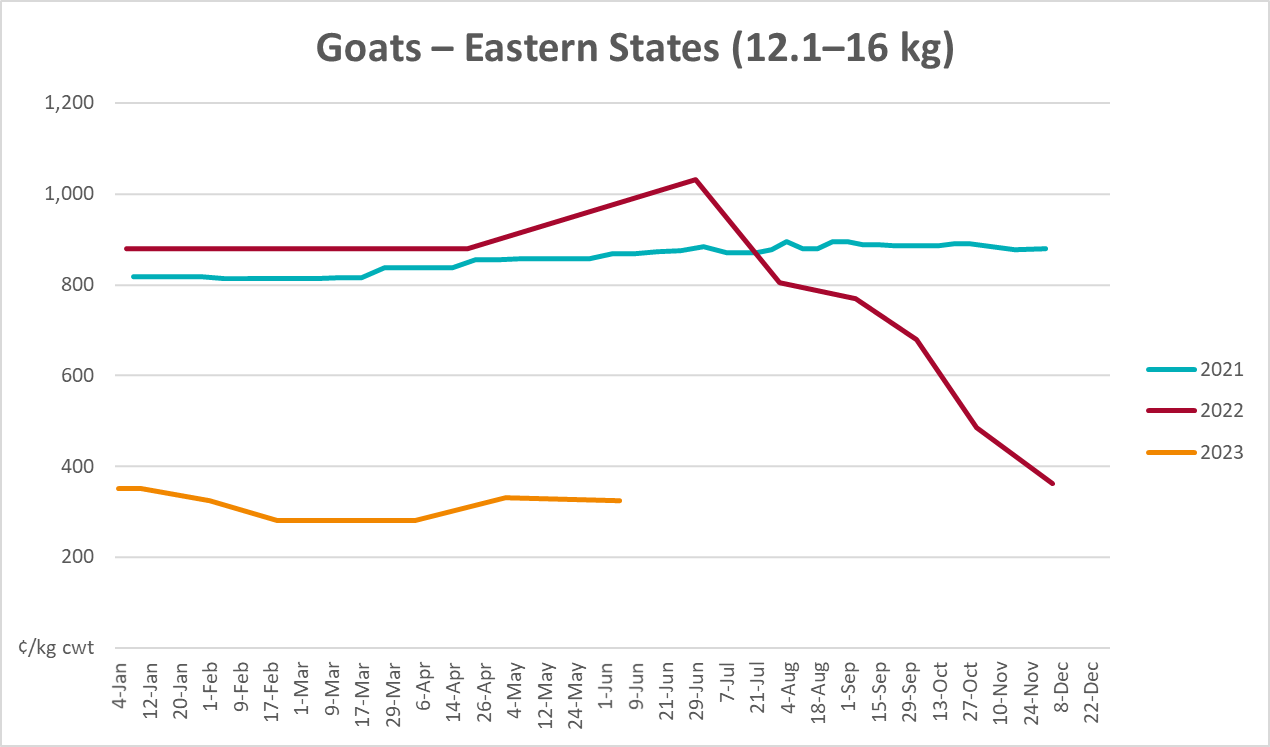 Goats – Eastern States (12.1–16 kg)
1,200
1,000
800
600
400
200
¢/kg cwt
2021
2022
2023
4-Jan
12-Jan
20-Jan
1-Feb
9-Feb
17-Feb
1-Mar
9-Mar
17-Mar
29-Mar
6-Apr
14-Apr
26-Apr
4-May
12-May
24-May
1-Jun
9-Jun
21-Jun
29-Jun
7-Jul
21-Jul
4-Aug
18-Aug
1-Sep
15-Sep
29-Sep
13-Oct
27-Oct
10-Nov
24-Nov
8-Dec
22-Dec